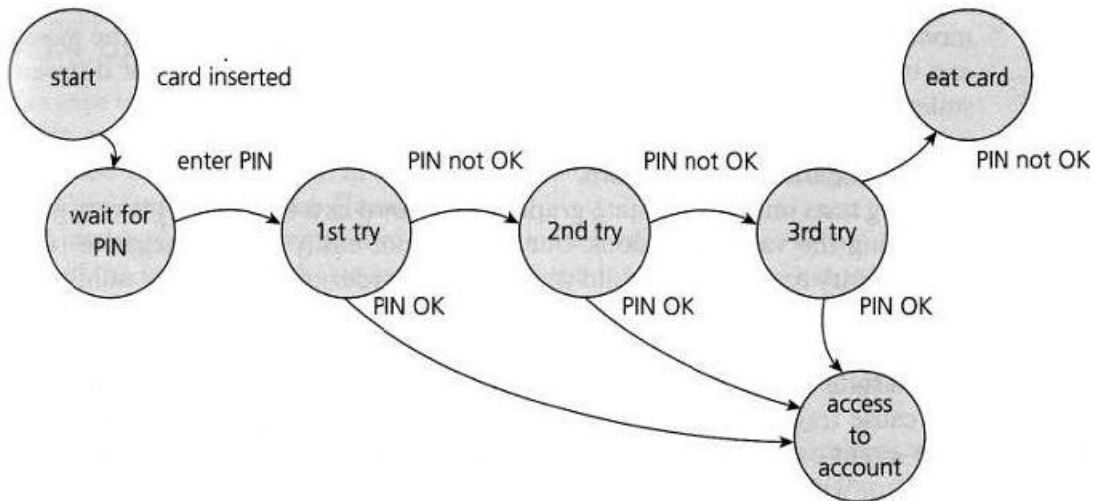 start
card inserted
eat card
enter PIN
PIN not OK
PIN not OK
PIN not OK
wait for
PIN
1st try
2nd try
3rd try
PIN OK
PIN OK
PIN OK
access
to
account